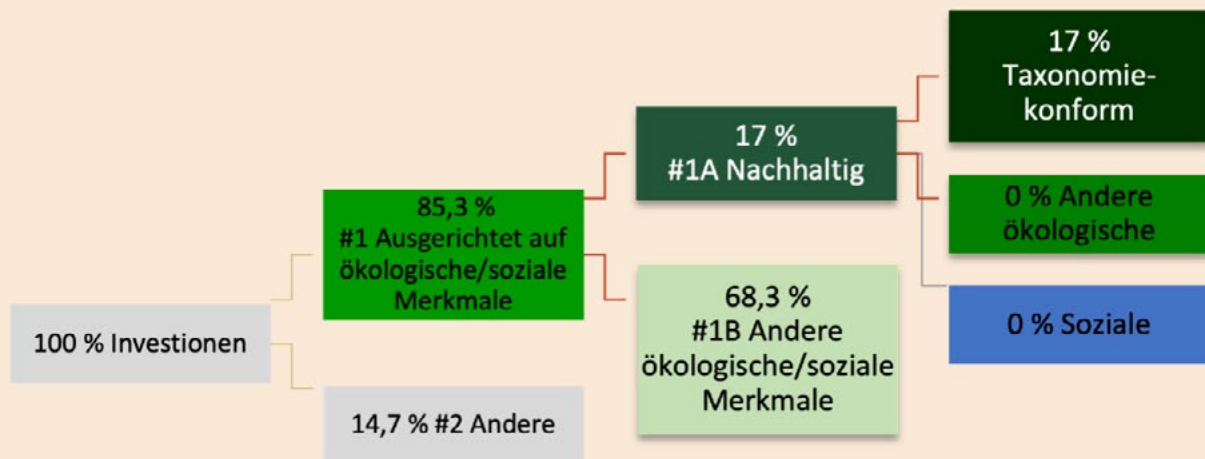 100 % Investionen
85,3 %
#1 Ausgerichtet auf
ökologische/soziale
Merkmale
14,7 % #2 Andere
17 %
#1A Nachhaltig
68,3 %
#1B Andere
ökologische/soziale
Merkmale
17 %
Taxonomie-
konform
0 % Andere
ökologische
0 % Soziale